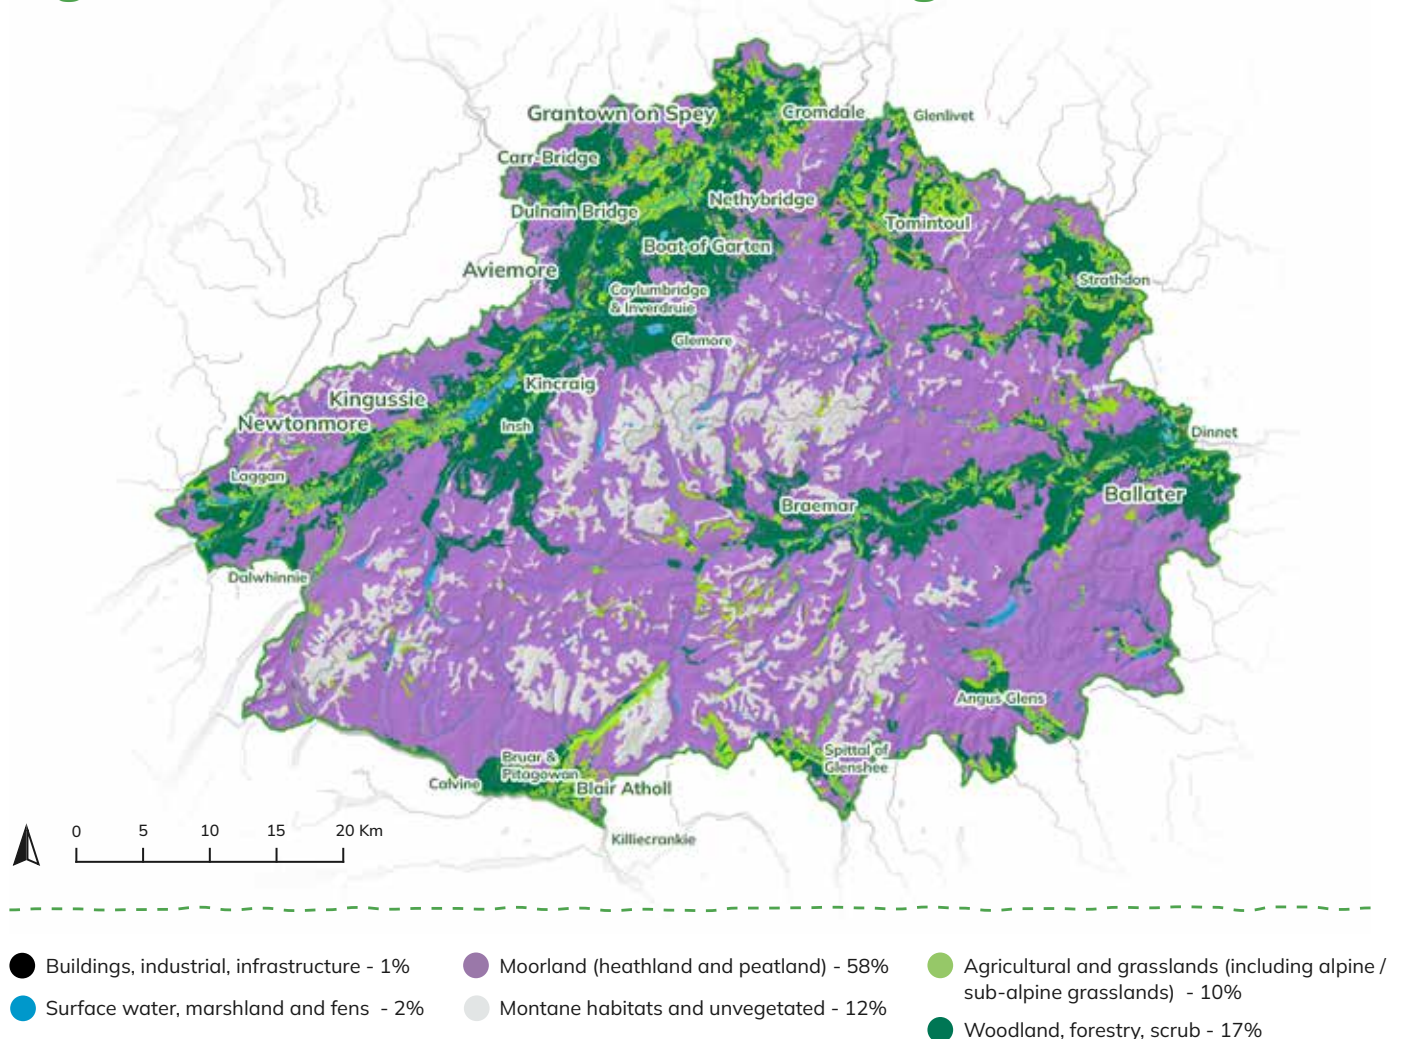 Grantown on Spey
Cromdale
Glenlivet
Carr-Bridge
Nethybridge
Dulnain Bridge
Tomintoul
Boat of Garten
Aviemore
Strathdon
Coylumbridge
& Inverdruie
Glemore
Kincraig
Kingussie
Newtonmore
Insh
Dinnet
Laggan
Ballater
Braemar
Dalwhinnie
Angus Glens
Bruar &
Pitagowan
Spittal of
Glenshee
Calvine
Blair Atholl
Killiecrankie
0 5 10 15 20 Km
Buildings, industrial, infrastructure - 1%
Surface water, marshland and fens - 2%
Moorland (heathland and peatland) - 58%
Montane habitats and unvegetated - 12%
Agricultural and grasslands (including alpine /
sub-alpine grasslands) - 10%
Woodland, forestry, scrub - 17%